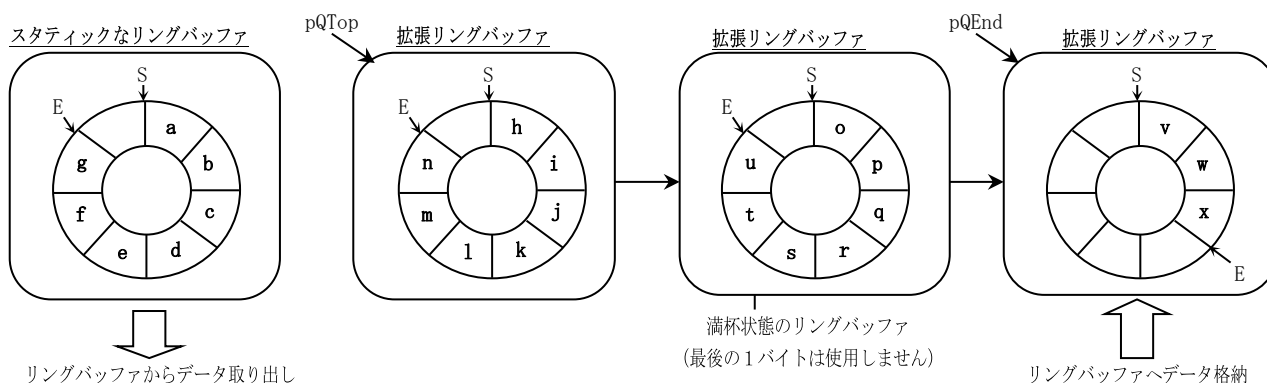 pQTop
pQEnd
スタティックなリングバッファ
拡張リングバッファ
拡張リングバッファ
拡張リングバッファ
S
E
a
b
c
d
e
f
g
S
E
h
i
j
k
l
m
n
S
E
o
p
q
r
s
t
u
S
v
w
x
E
満杯状態のリングバッファ
(最後の１バイトは使用しません)
リングバッファからデータ取り出し
リングバッファへデータ格納